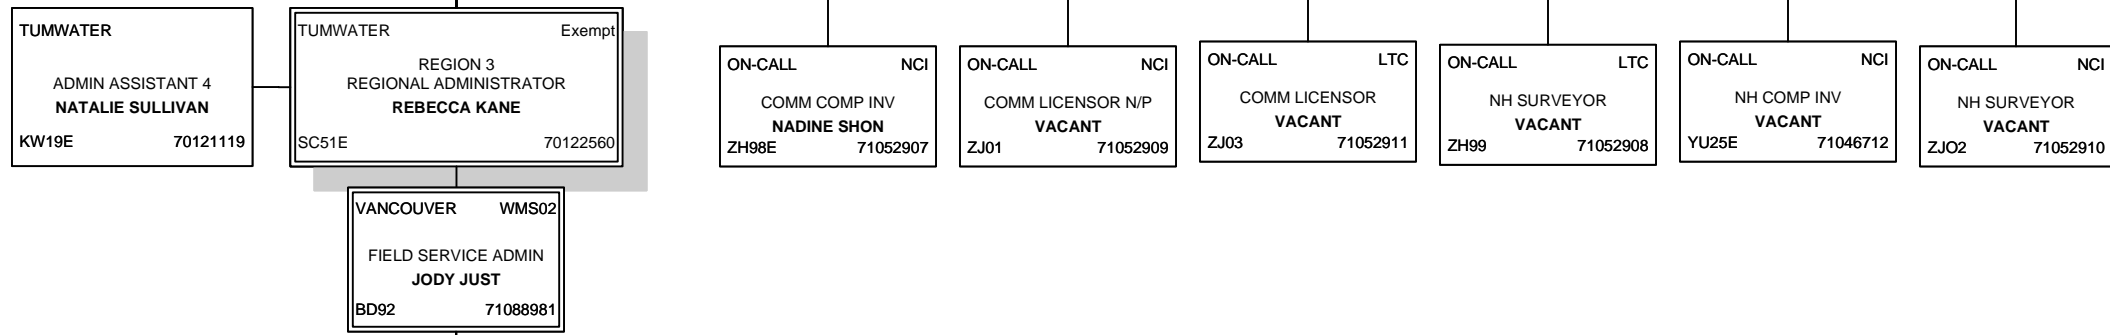 TUMWATER
ADMIN ASSISTANT 4
NATALIE SULLIVAN
KW19E 70121119
TUMWATER Exempt
REGION 3
REGIONAL ADMINISTRATOR
REBECCA KANE
SC51E 70122560
VANCOUVER WMS02
FIELD SERVICE ADMIN
JODY JUST
BD92 71088981
ON-CALL NCI
COMM COMP INV
NADINE SHON
ZH98E 71052907
ON-CALL NCI
COMM LICENSOR N/P
VACANT
ZJ01 71052909
ON-CALL LTC
COMM LICENSOR
VACANT
ZJ03 71052911
ON-CALL LTC
NH SURVEYOR
VACANT
ZH99 71052908
ON-CALL NCI
NH COMP INV
VACANT
YU25E 71046712
ON-CALL NCI
NH SURVEYOR
VACANT
ZJO2 71052910